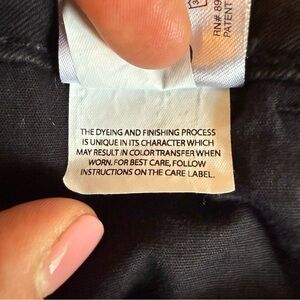 RN# 89
PATENT
THE DYEING AND FINISHING PROCESS
IS UNIQUE IN ITS CHARACTER WHICH
MAY RESULT IN COLOR TRANSFER WHEN
WORN. FOR BEST CARE, FOLLOW
INSTRUCTIONS ON THE CARE LABEL.